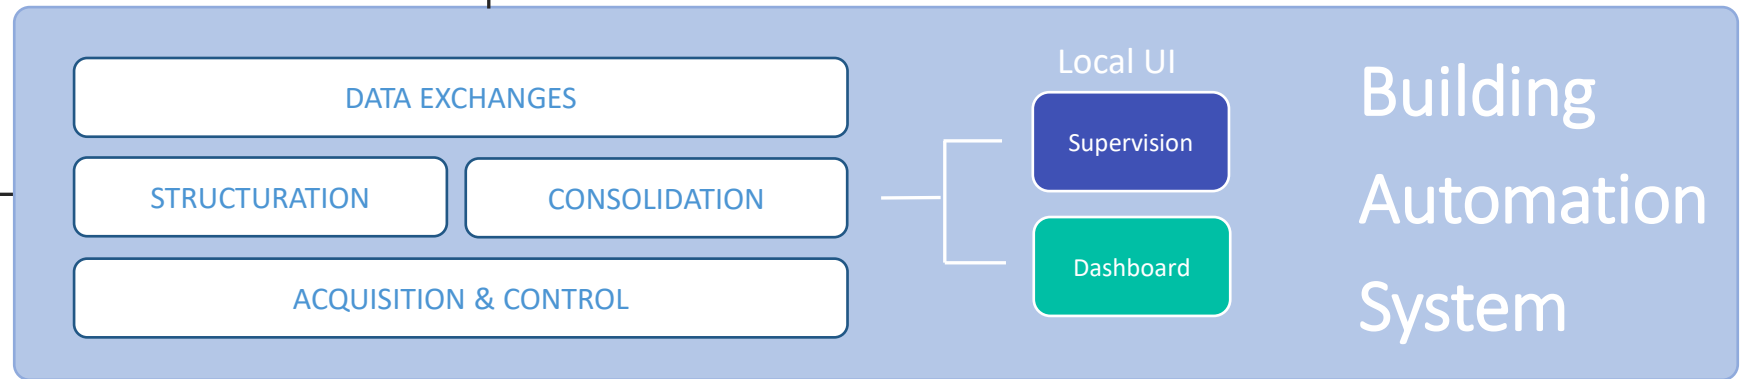 DATA EXCHANGES
STRUCTURATION
CONSOLIDATION
ACQUISITION & CONTROL
Local UI
Supervision
Dashboard
Building
Automation
System